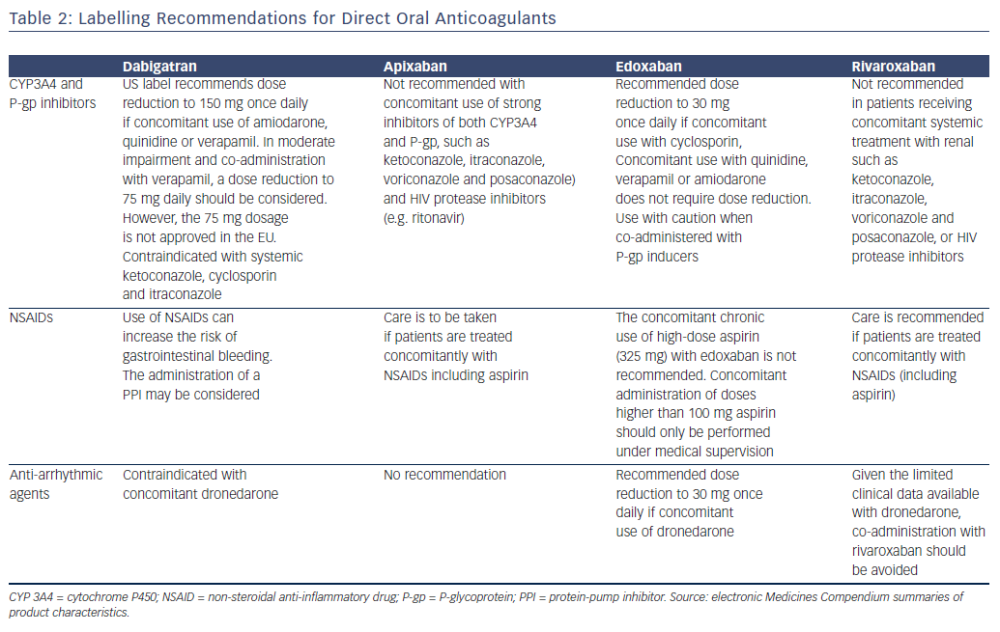 Table 2: Labelling Recommendations for Direct Oral Anticoagulants
Dabigatran
Apixaban
Edoxaban
Rivaroxaban
CYP3A4 and
P-gp inhibitors
US label recommends dose
reduction to 150 mg once daily
if concomitant use of amiodarone,
quinidine or verapamil. In moderate
impairment and co-administration
with verapamil, a dose reduction to
75 mg daily should be considered.
However, the 75 mg dosage
is not approved in the EU.
Contraindicated with systemic
ketoconazole, cyclosporin
and itraconazole
Not recommended with
concomitant use of strong
inhibitors of both CYP3A4
and P-gp, such as
ketoconazole, itraconazole,
voriconazole and posaconazole)
and HIV protease inhibitors
(e.g. ritonavir)
Recommended dose
reduction to 30 mg
once daily if concomitant
use with cyclosporin,
Concomitant use with quinidine,
verapamil or amiodarone
does not require dose reduction.
Use with caution when
co-administered with
P-gp inducers
Not recommended
in patients receiving
concomitant systemic
treatment with renal
such as
ketoconazole,
itraconazole,
voriconazole and
posaconazole, or HIV
protease inhibitors
NSAIDs
Use of NSAIDs can
increase the risk of
gastrointestinal bleeding.
The administration of a
PPI may be considered
Care is to be taken
if patients are treated
concomitantly with
NSAIDs including aspirin
The concomitant chronic
use of high-dose aspirin
(325 mg) with edoxaban is not
recommended. Concomitant
administration of doses
higher than 100 mg aspirin
should only be performed
under medical supervision
Care is recommended
if patients are treated
concomitantly with
NSAIDs (including
aspirin)
Anti-arrhythmic
agents
Contraindicated with
concomitant dronedarone
No recommendation
Recommended dose
reduction to 30 mg once
daily if concomitant
use of dronedarone
Given the limited
clinical data available
with dronedarone,
co-administration with
rivaroxaban should
be avoided
CYP 3A4 = cytochrome P450; NSAID = non-steroidal anti-inflammatory drug; P-gp = P-glycoprotein; PPI = protein-pump inhibitor. Source: electronic Medicines Compendium summaries of
product characteristics.